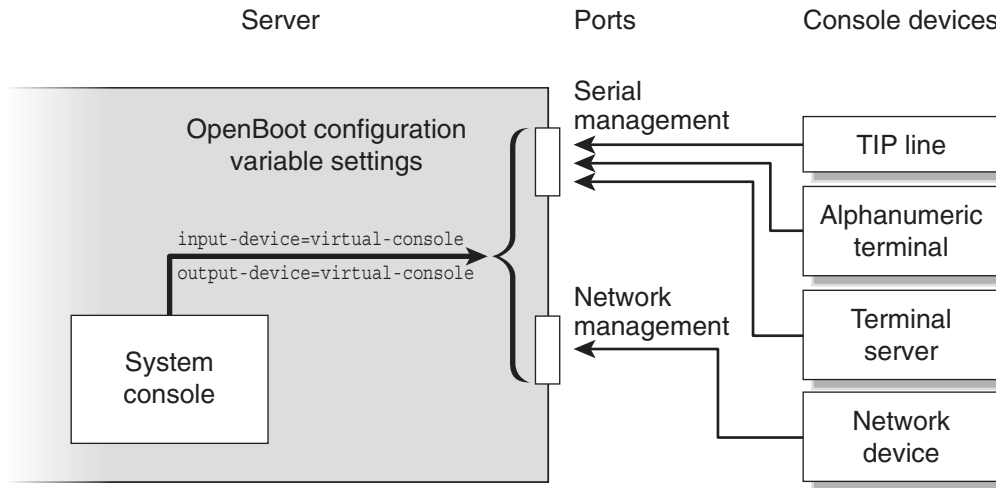 Server
Ports
Console devices
OpenBoot configuration
variable settings
input-device=virtual-console
output-device=virtual-console
System
console
Serial
management
Network
management
TIP line
Alphanumeric
terminal
Terminal
server
Network
device